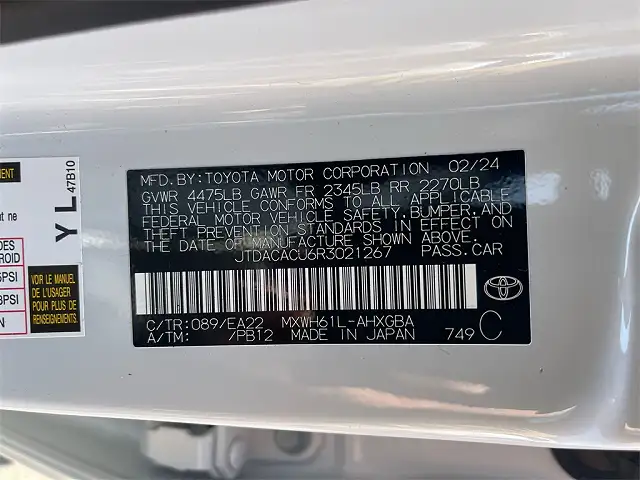 MFD. BY: TOYOTA MOTOR CORPORATION 02/24
GVWR 4475LB GAWR FR 2345LB RR 2270LB
THIS VEHICLE CONFORMS TO ALL APPLICABLE
FEDERAL MOTOR VEHICLE SAFETY, BUMPER, AND
THEFT PREVENTION STANDARDS IN EFFECT ON
THE DATE OF MANUFACTURE SHOWN ABOVE.
JTDACACU6R3021267 PASS. CAR
C/TR: 089/EA22 MXWH61L-AHXGBA
A/TM: /PB12 MADE IN JAPAN 749 C
YL 47B10
ne
VOIR LE MANUEL
DE L'USAGER
POUR PLUS DE
RENSEIGNEMENTS